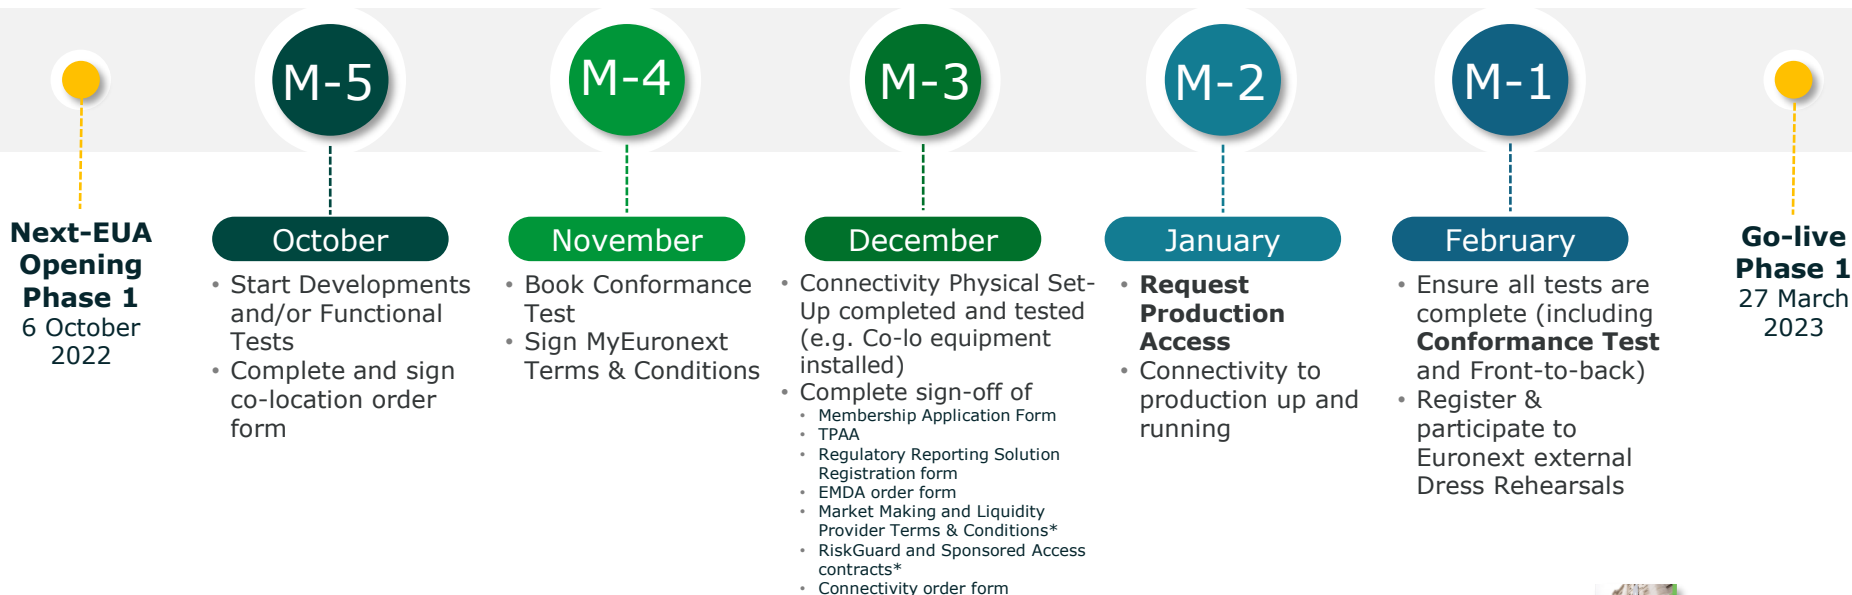 M-5
M-4
M-3
M-2
M-1
Next-EUA
Opening
Phase 1
6 October
2022
October
• Start Developments
and/or Functional
Tests
• Complete and sign
co-location order
form
November
• Book Conformance
Test
• Sign MyEuronext
Terms & Conditions
December
• Connectivity Physical Set-
Up completed and tested
(e.g. Co-lo equipment
installed)
• Complete sign-off of
• Membership Application Form
• TPAA
• Regulatory Reporting Solution
Registration form
• EMDA order form
• Market Making and Liquidity
Provider Terms & Conditions*
• RiskGuard and Sponsored Access
contracts*
• Connectivity order form
January
• Request
Production
Access
• Connectivity to
production up and
running
February
• Ensure all tests are
complete (including
Conformance Test
and Front-to-back)
• Register &
participate to
Euronext external
Dress Rehearsals
Go-live
Phase 1
27 March
2023